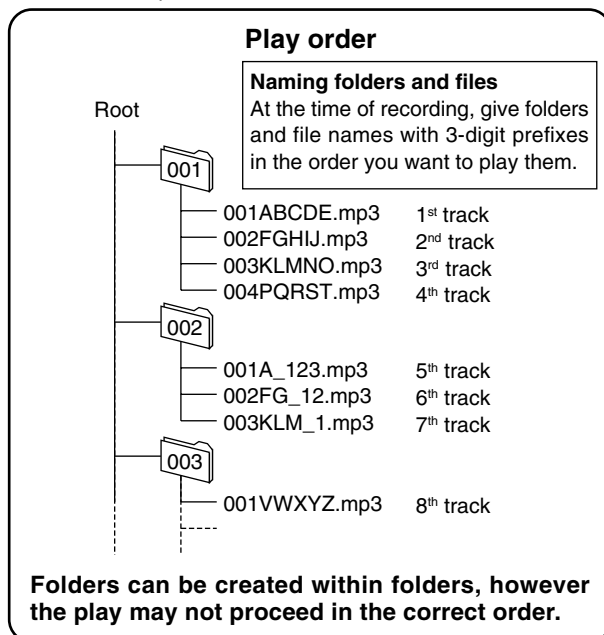 Play order
Naming folders and files
At the time of recording, give folders
and file names with 3-digit prefixes
in the order you want to play them.
Root
001
001ABCDE.mp3 1st track
002FGHIJ.mp3 2nd track
003KLMNO.mp3 3rd track
004PQRST.mp3 4th track
002
001A_123.mp3 5th track
002FG_12.mp3 6th track
003KLM_1.mp3 7th track
003
001VWXYZ.mp3 8th track
Folders can be created within folders, however
the play may not proceed in the correct order.